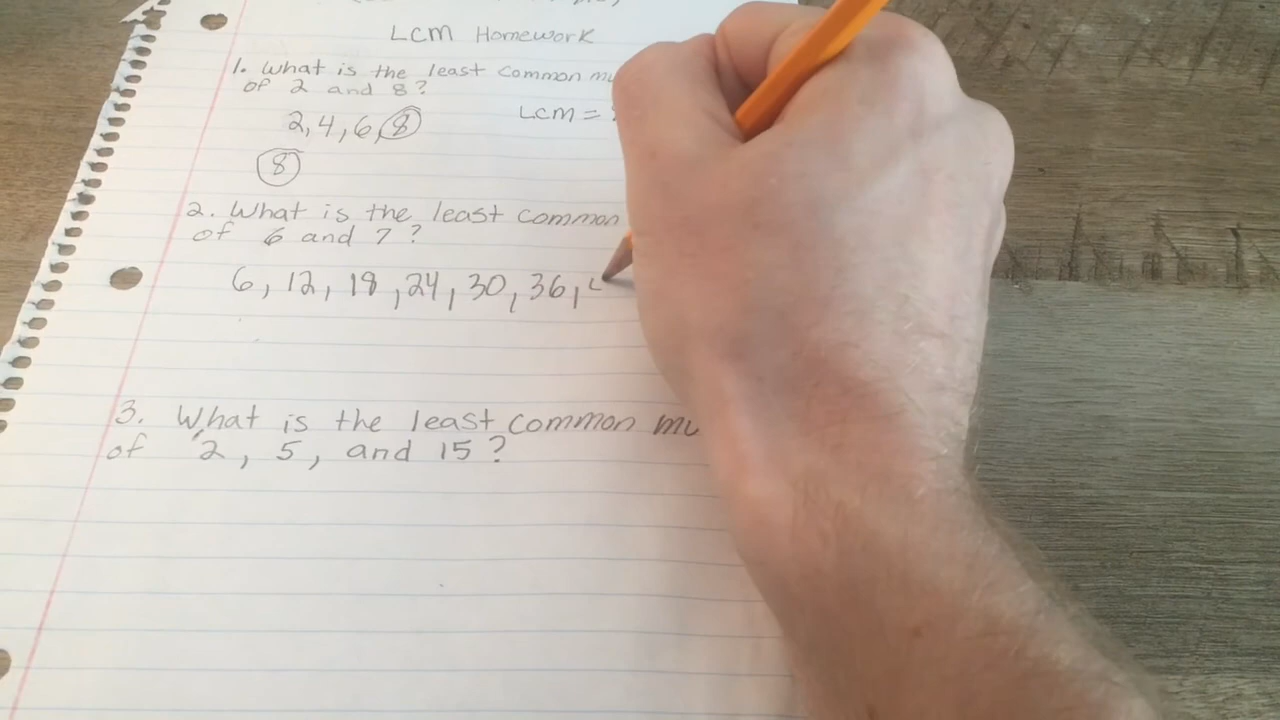 LCM Homework
1. What is the least common
of 2 and 8?
LCM =
2, 4, 6, 8
8
2. What is the least common
of 6 and 7?
6, 12, 18, 24, 30, 36,
3. What is the least common
of 2, 5, and 15?